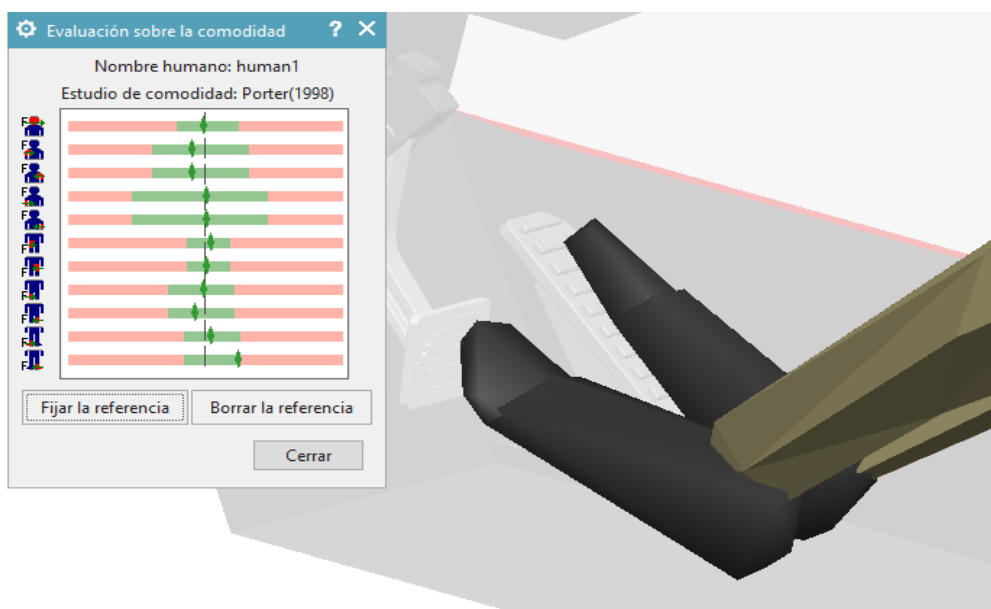 Evaluación sobre la comodidad ? X
Nombre humano: human1
Estudio de comodidad: Porter(1998)
F
F
F
F
F
F
F
F
F
F
F
Fijar la referencia Borrar la referencia
Cerrar